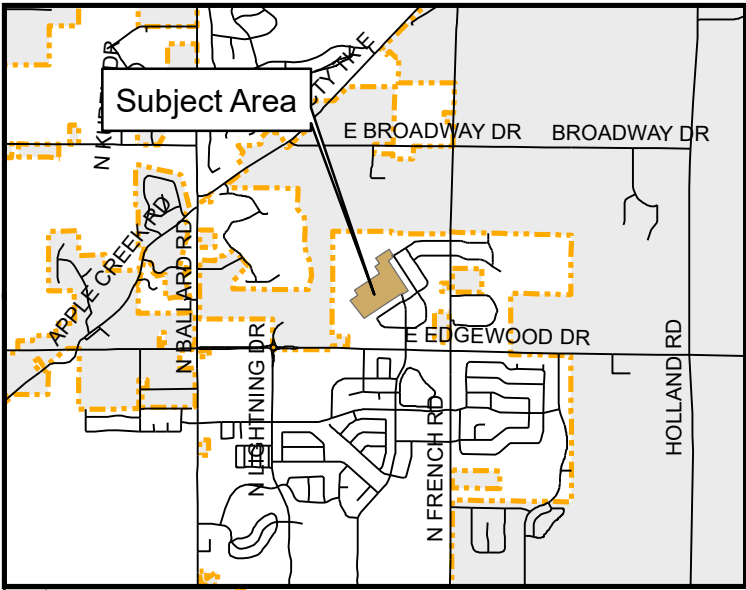 Subject Area
E BROADWAY DR
BROADWAY DR
APPLE CREEK RD
N BALLARD RD
N LIGHTNING DR
E EDGEWOOD DR
N FRENCH RD
HOLLAND RD